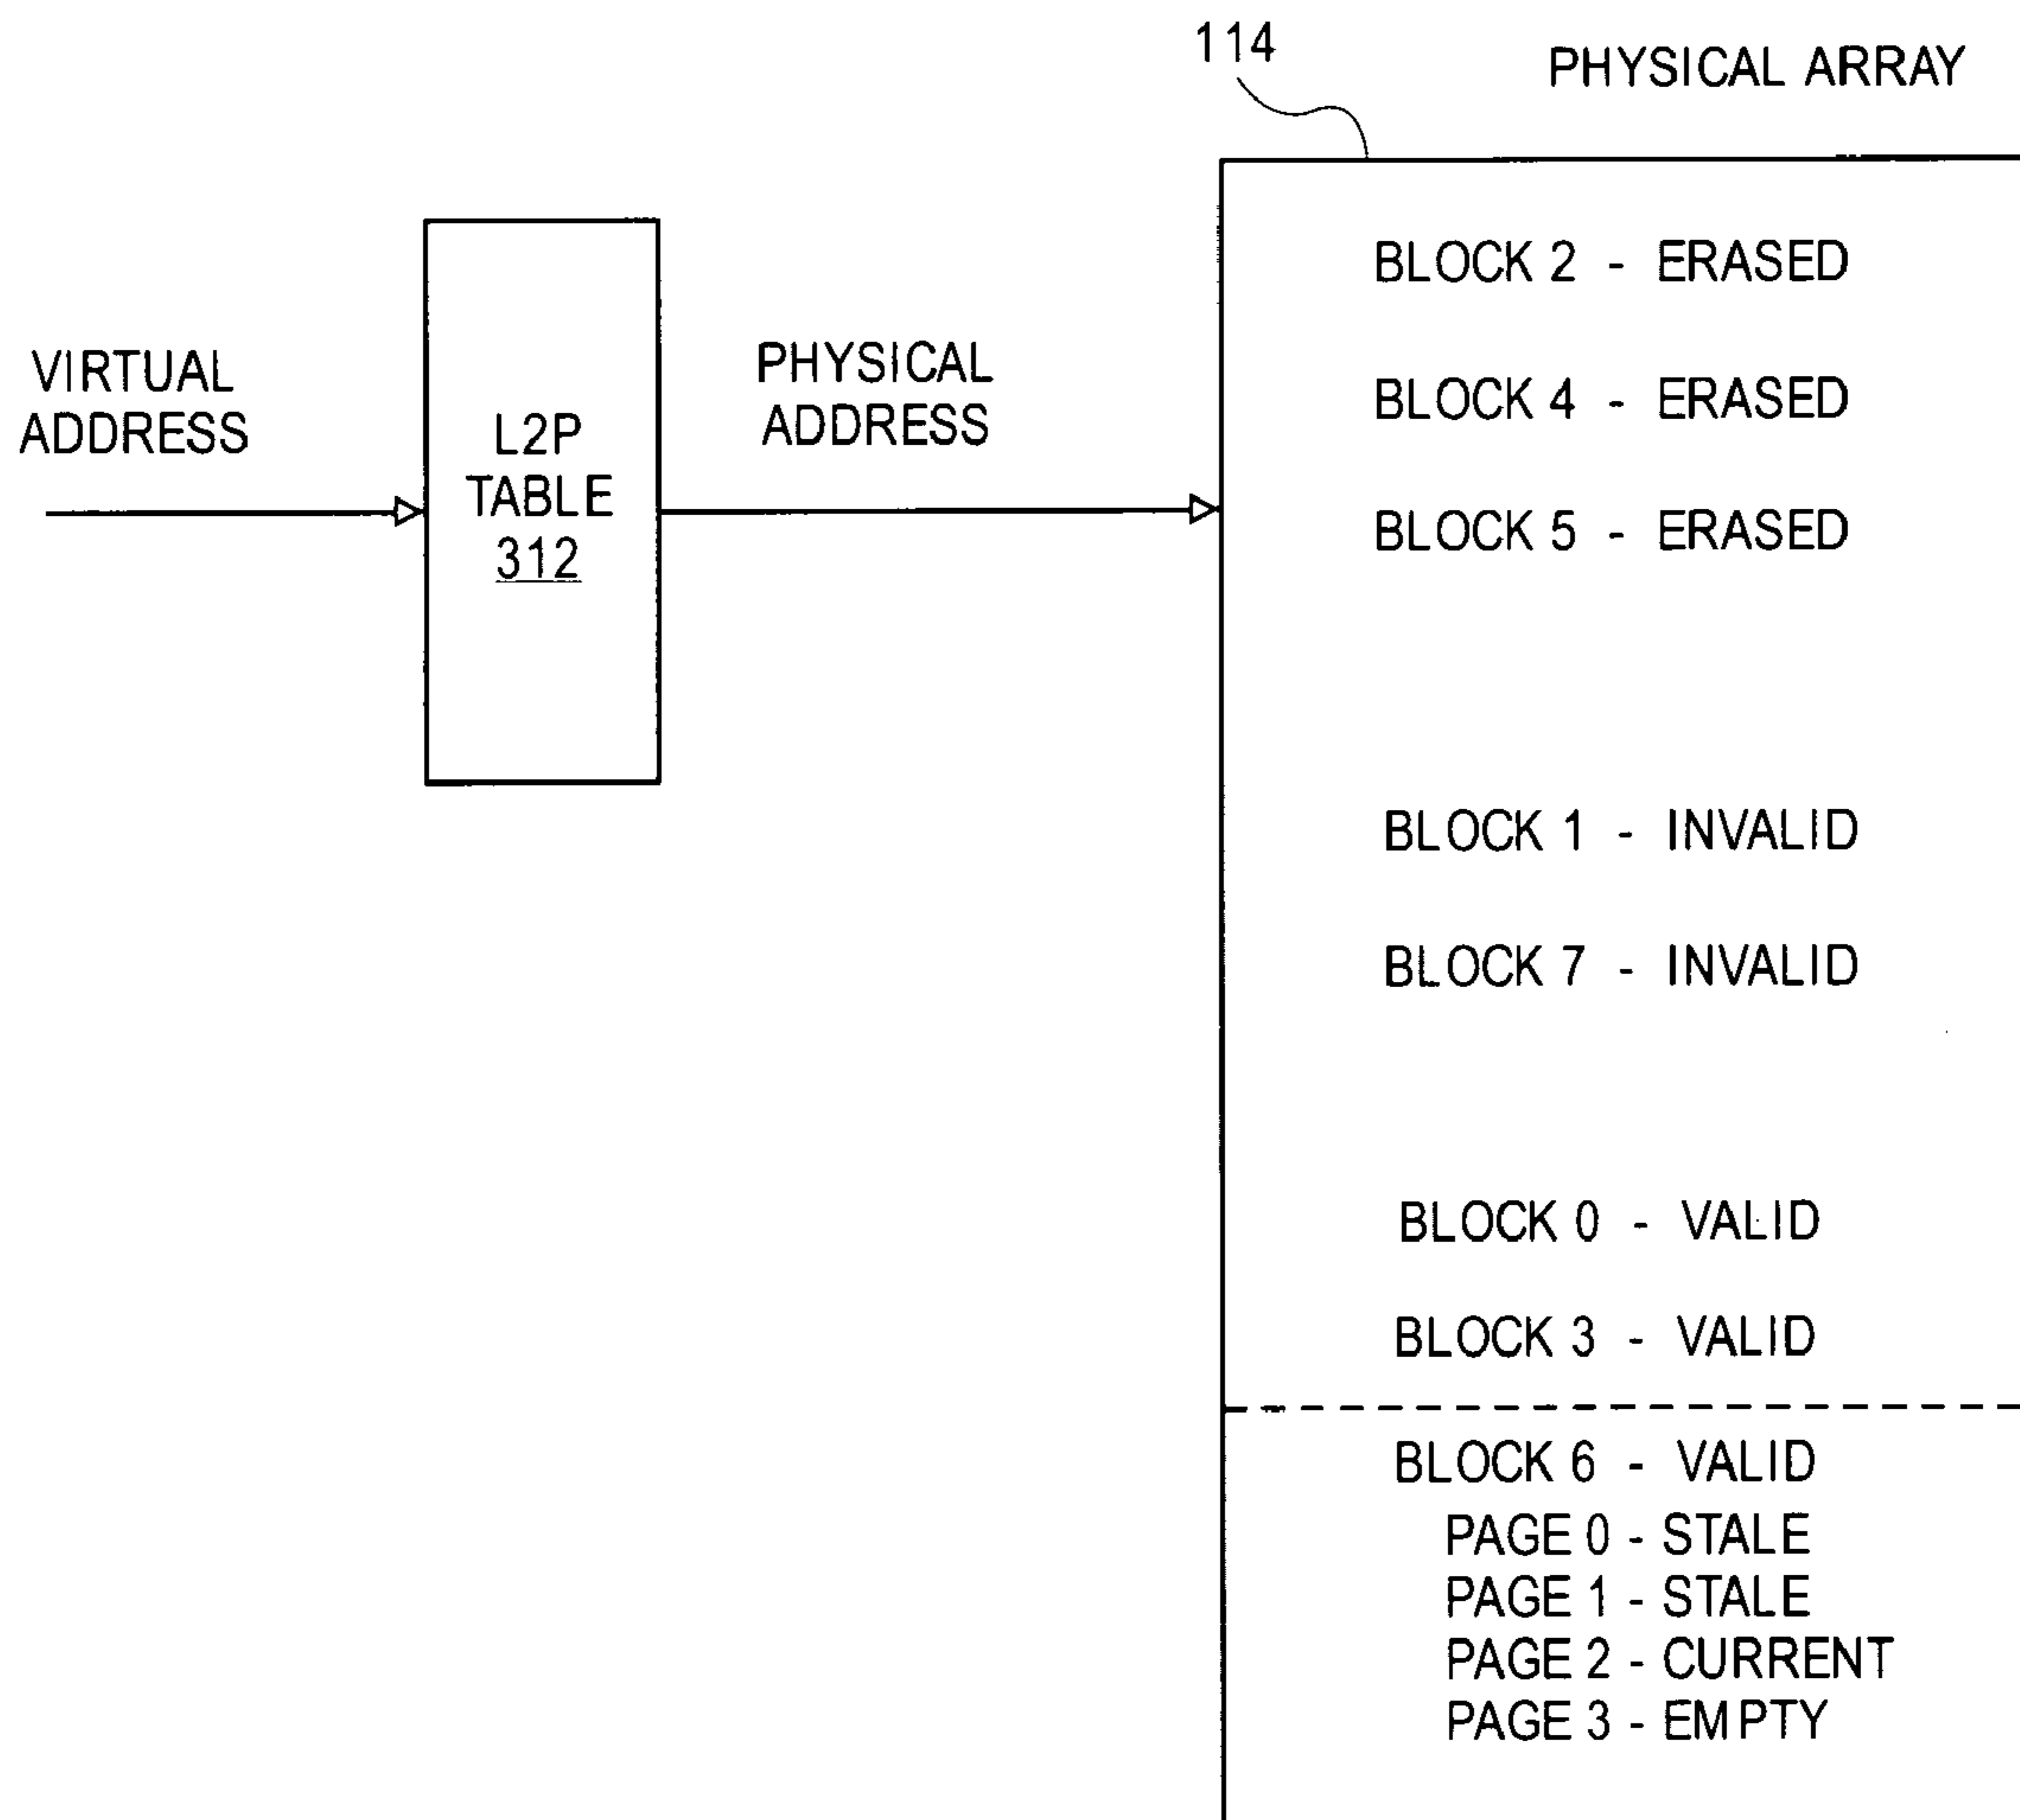 114
PHYSICAL ARRAY
VIRTUAL
ADDRESS
L2P
TABLE
312
PHYSICAL
ADDRESS
BLOCK 2 - ERASED
BLOCK 4 - ERASED
BLOCK 5 - ERASED
BLOCK 1 - INVALID
BLOCK 7 - INVALID
BLOCK 0 - VALID
BLOCK 3 - VALID
BLOCK 6 - VALID
PAGE 0 - STALE
PAGE 1 - STALE
PAGE 2 - CURRENT
PAGE 3 - EMPTY